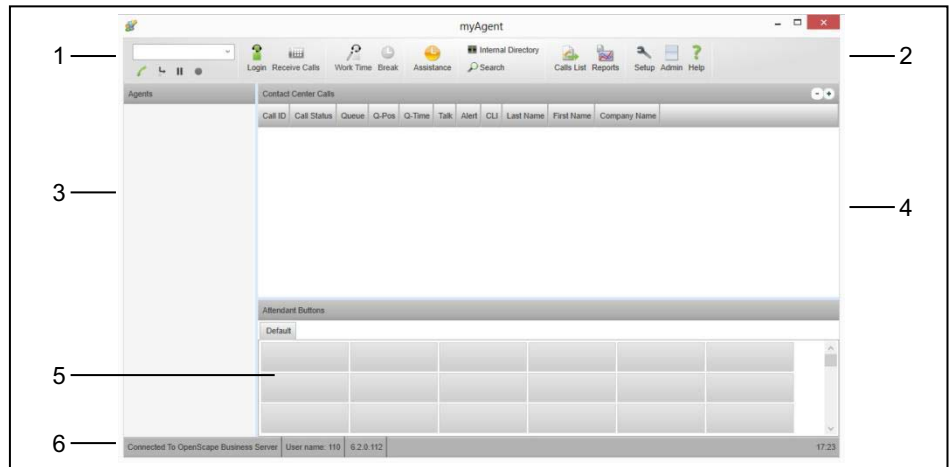 myAgent
1
2
Internal Directory
Login Receive Calls Work Time Break Assistance Search Calls List Reports Setup Admin Help
Agents Contact Center Calls
Call ID Call Status Queue Q-Pos Q-Time Talk Alert CLI Last Name First Name Company Name
3
4
Attendant Buttons
Default
5
6
Connected To OpenScape Business Server User name: 110 6.2.0.112 17:23